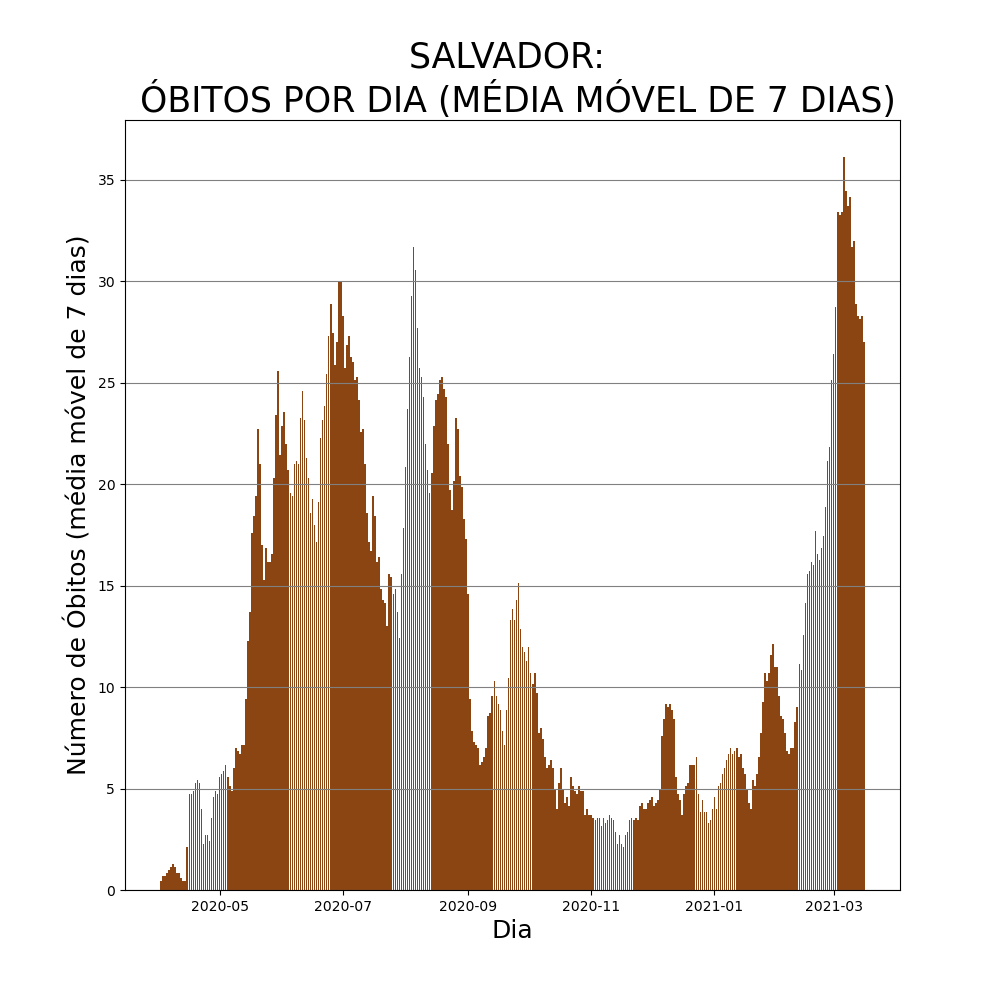 SALVADOR:
ÓBITOS POR DIA (MÉDIA MÓVEL DE 7 DIAS)
Número de Óbitos (média móvel de 7 dias)
35
30
25
20
15
10
5
0
2020-05 2020-07 2020-09 2020-11 2021-01 2021-03
Dia